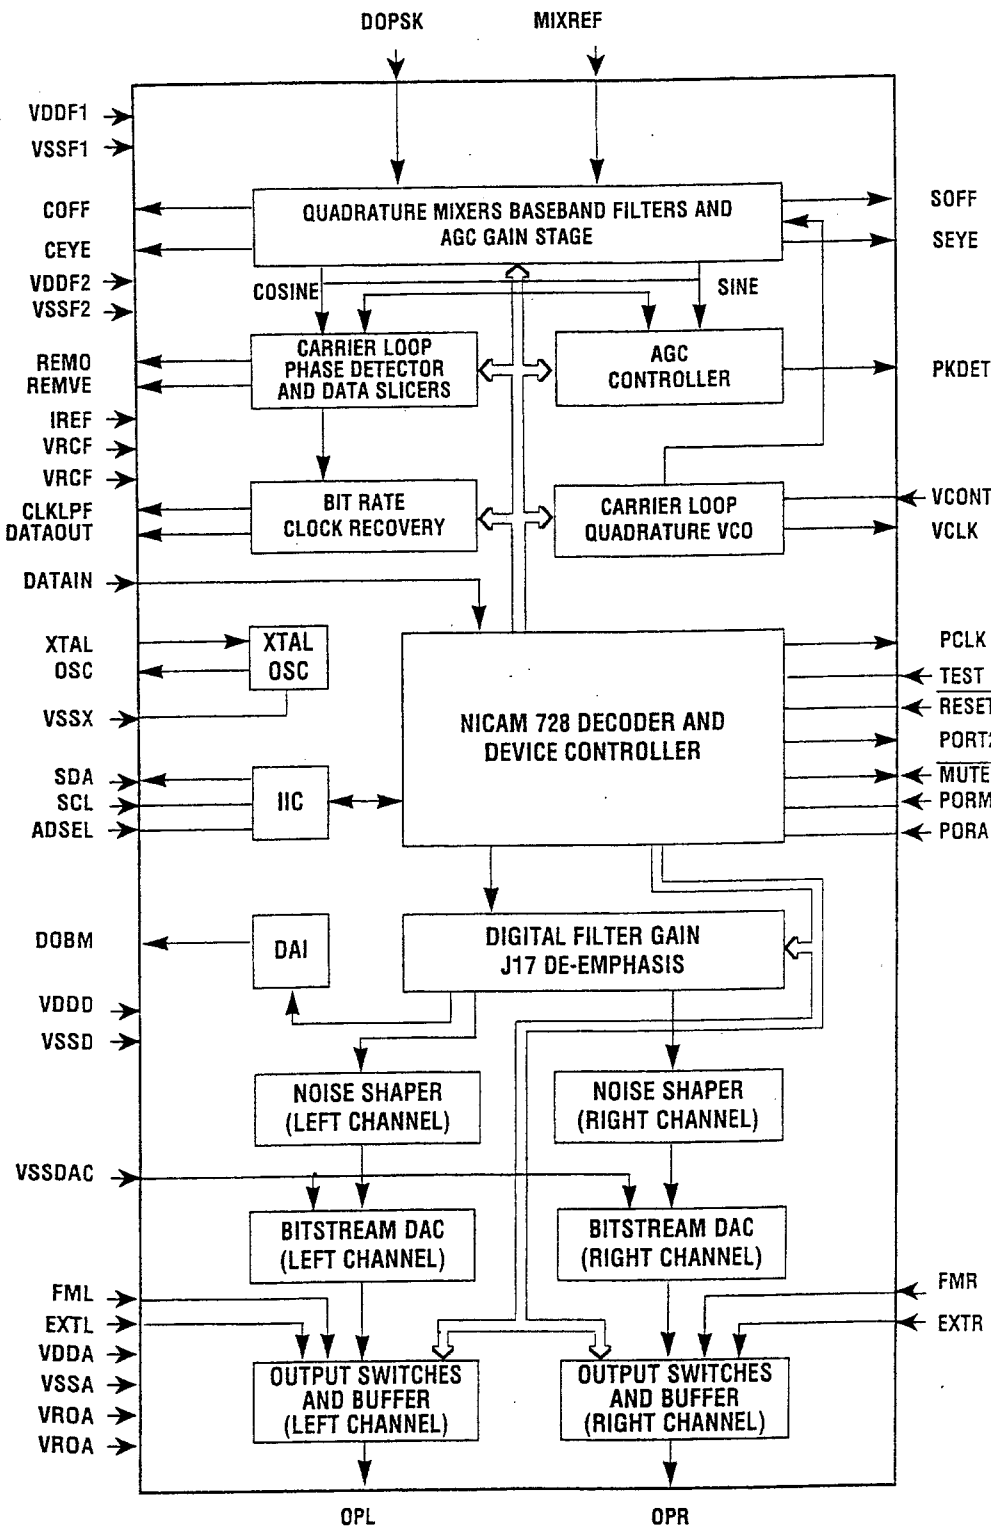 DOPSK
MIXREF
VDDF1
VSSF1
QUADRATURE MIXERS BASEBAND FILTERS AND
AGC GAIN STAGE
COFF
CEYE
SOFF
SEYE
VDDF2
VSSF2
COSINE
SINE
REMO
REMVE
CARRIER LOOP
PHASE DETECTOR
AND DATA SLICERS
AGC
CONTROLLER
PKDET
IREF
VRCF
VRCF
CLKLPF
DATAOUT
BIT RATE
CLOCK RECOVERY
CARRIER LOOP
QUADRATURE VCO
VCONT
VCLK
DATAIN
XTAL
OSC
XTAL
OSC
VSSX
NICAM 728 DECODER AND
DEVICE CONTROLLER
PCLK
TEST
RESET
PORT2
MUTE
PORM
PORA
SDA
SCL
ADSEL
IIC
DOBM
DAI
DIGITAL FILTER GAIN
J17 DE-EMPHASIS
VDDD
VSSD
NOISE SHAPER
(LEFT CHANNEL)
NOISE SHAPER
(RIGHT CHANNEL)
VSSDAC
BITSTREAM DAC
(LEFT CHANNEL)
BITSTREAM DAC
(RIGHT CHANNEL)
FML
EXTL
VDDA
VSSA
VROA
VROA
FMR
EXTR
OUTPUT SWITCHES
AND BUFFER
(LEFT CHANNEL)
OUTPUT SWITCHES
AND BUFFER
(RIGHT CHANNEL)
OPL
OPR